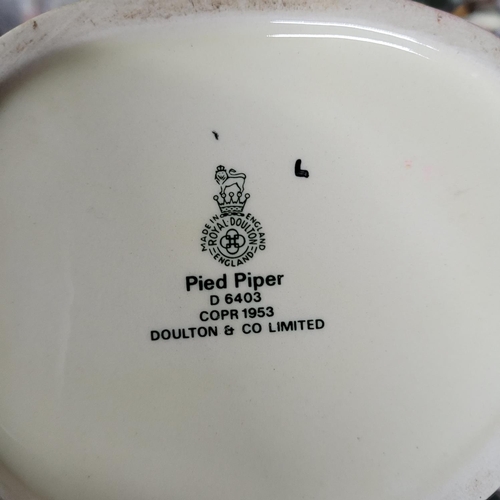 MADE IN ENGLAND
ROYAL DOULTON
ENGLAND
L
Pied Piper
D 6403
COPR 1953
DOULTON & CO LIMITED